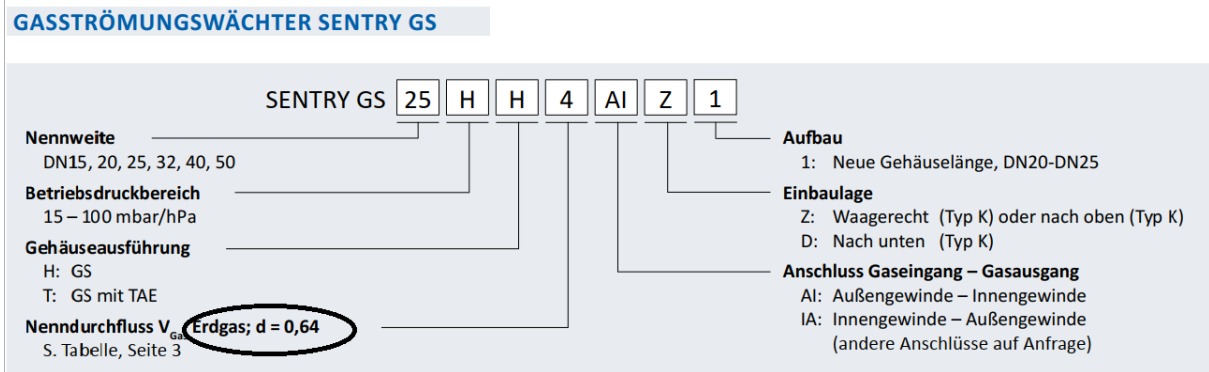 GASSTRÖMUNGSWÄCHTER SENTRY GS
SENTRY GS 25 H H 4 AI Z 1
Nennweite
DN15, 20, 25, 32, 40, 50
Betriebsdruckbereich
15 – 100 mbar/hPa
Gehäuseausführung
H: GS
T: GS mit TAE
Nenndurchfluss VGas Erdgas; d = 0,64
S. Tabelle, Seite 3
Aufbau
1: Neue Gehäuselänge, DN20-DN25
Einbaulage
Z: Waagerecht (Typ K) oder nach oben (Typ K)
D: Nach unten (Typ K)
Anschluss Gaseingang – Gasausgang
AI: Außengewinde – Innengewinde
IA: Innengewinde – Außengewinde
(andere Anschlüsse auf Anfrage)